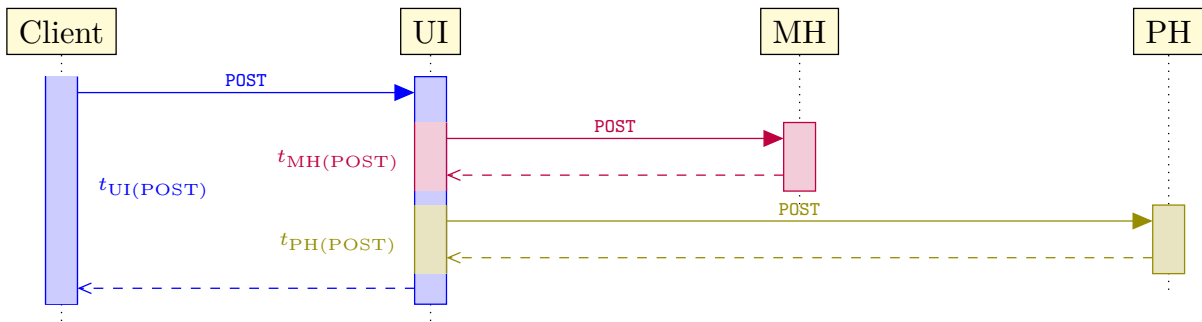 Client UI MH PH
POST
POST
t_MH(POST)
t_UI(POST)
POST
t_PH(POST)